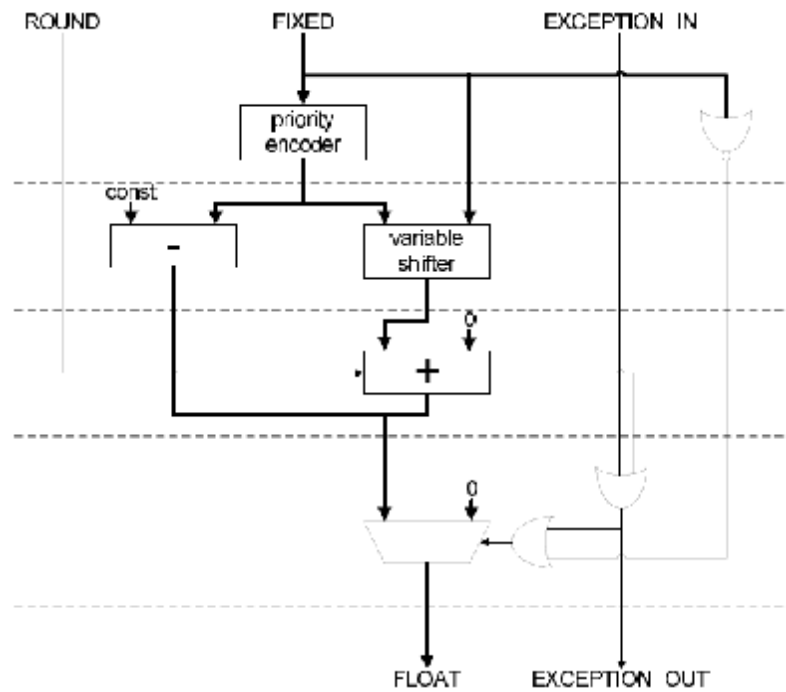 ROUND FIXED EXCEPTION IN
priority
encoder
const
-
variable
shifter
0
+
0
FLOAT EXCEPTION OUT